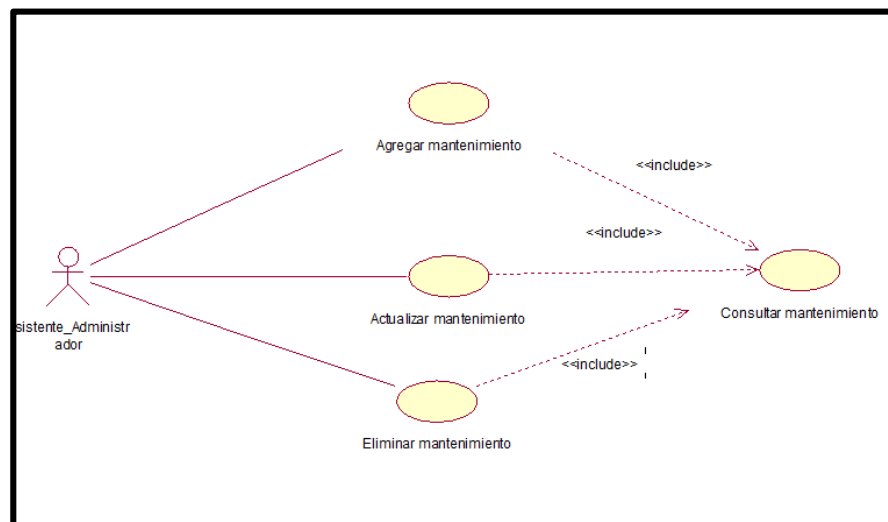 Agregar mantenimiento
<<include>>
<<include>>
sistente_Administr
ador
Actualizar mantenimiento
Consultar mantenimiento
<<include>>
Eliminar mantenimiento